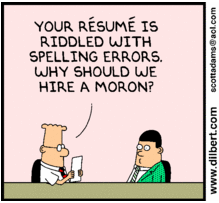 YOUR RÉSUMÉ IS
RIDDLED WITH
SPELLING ERRORS.
WHY SHOULD WE
HIRE A MORON?
scottadams@aol.com
www.dilbert.com